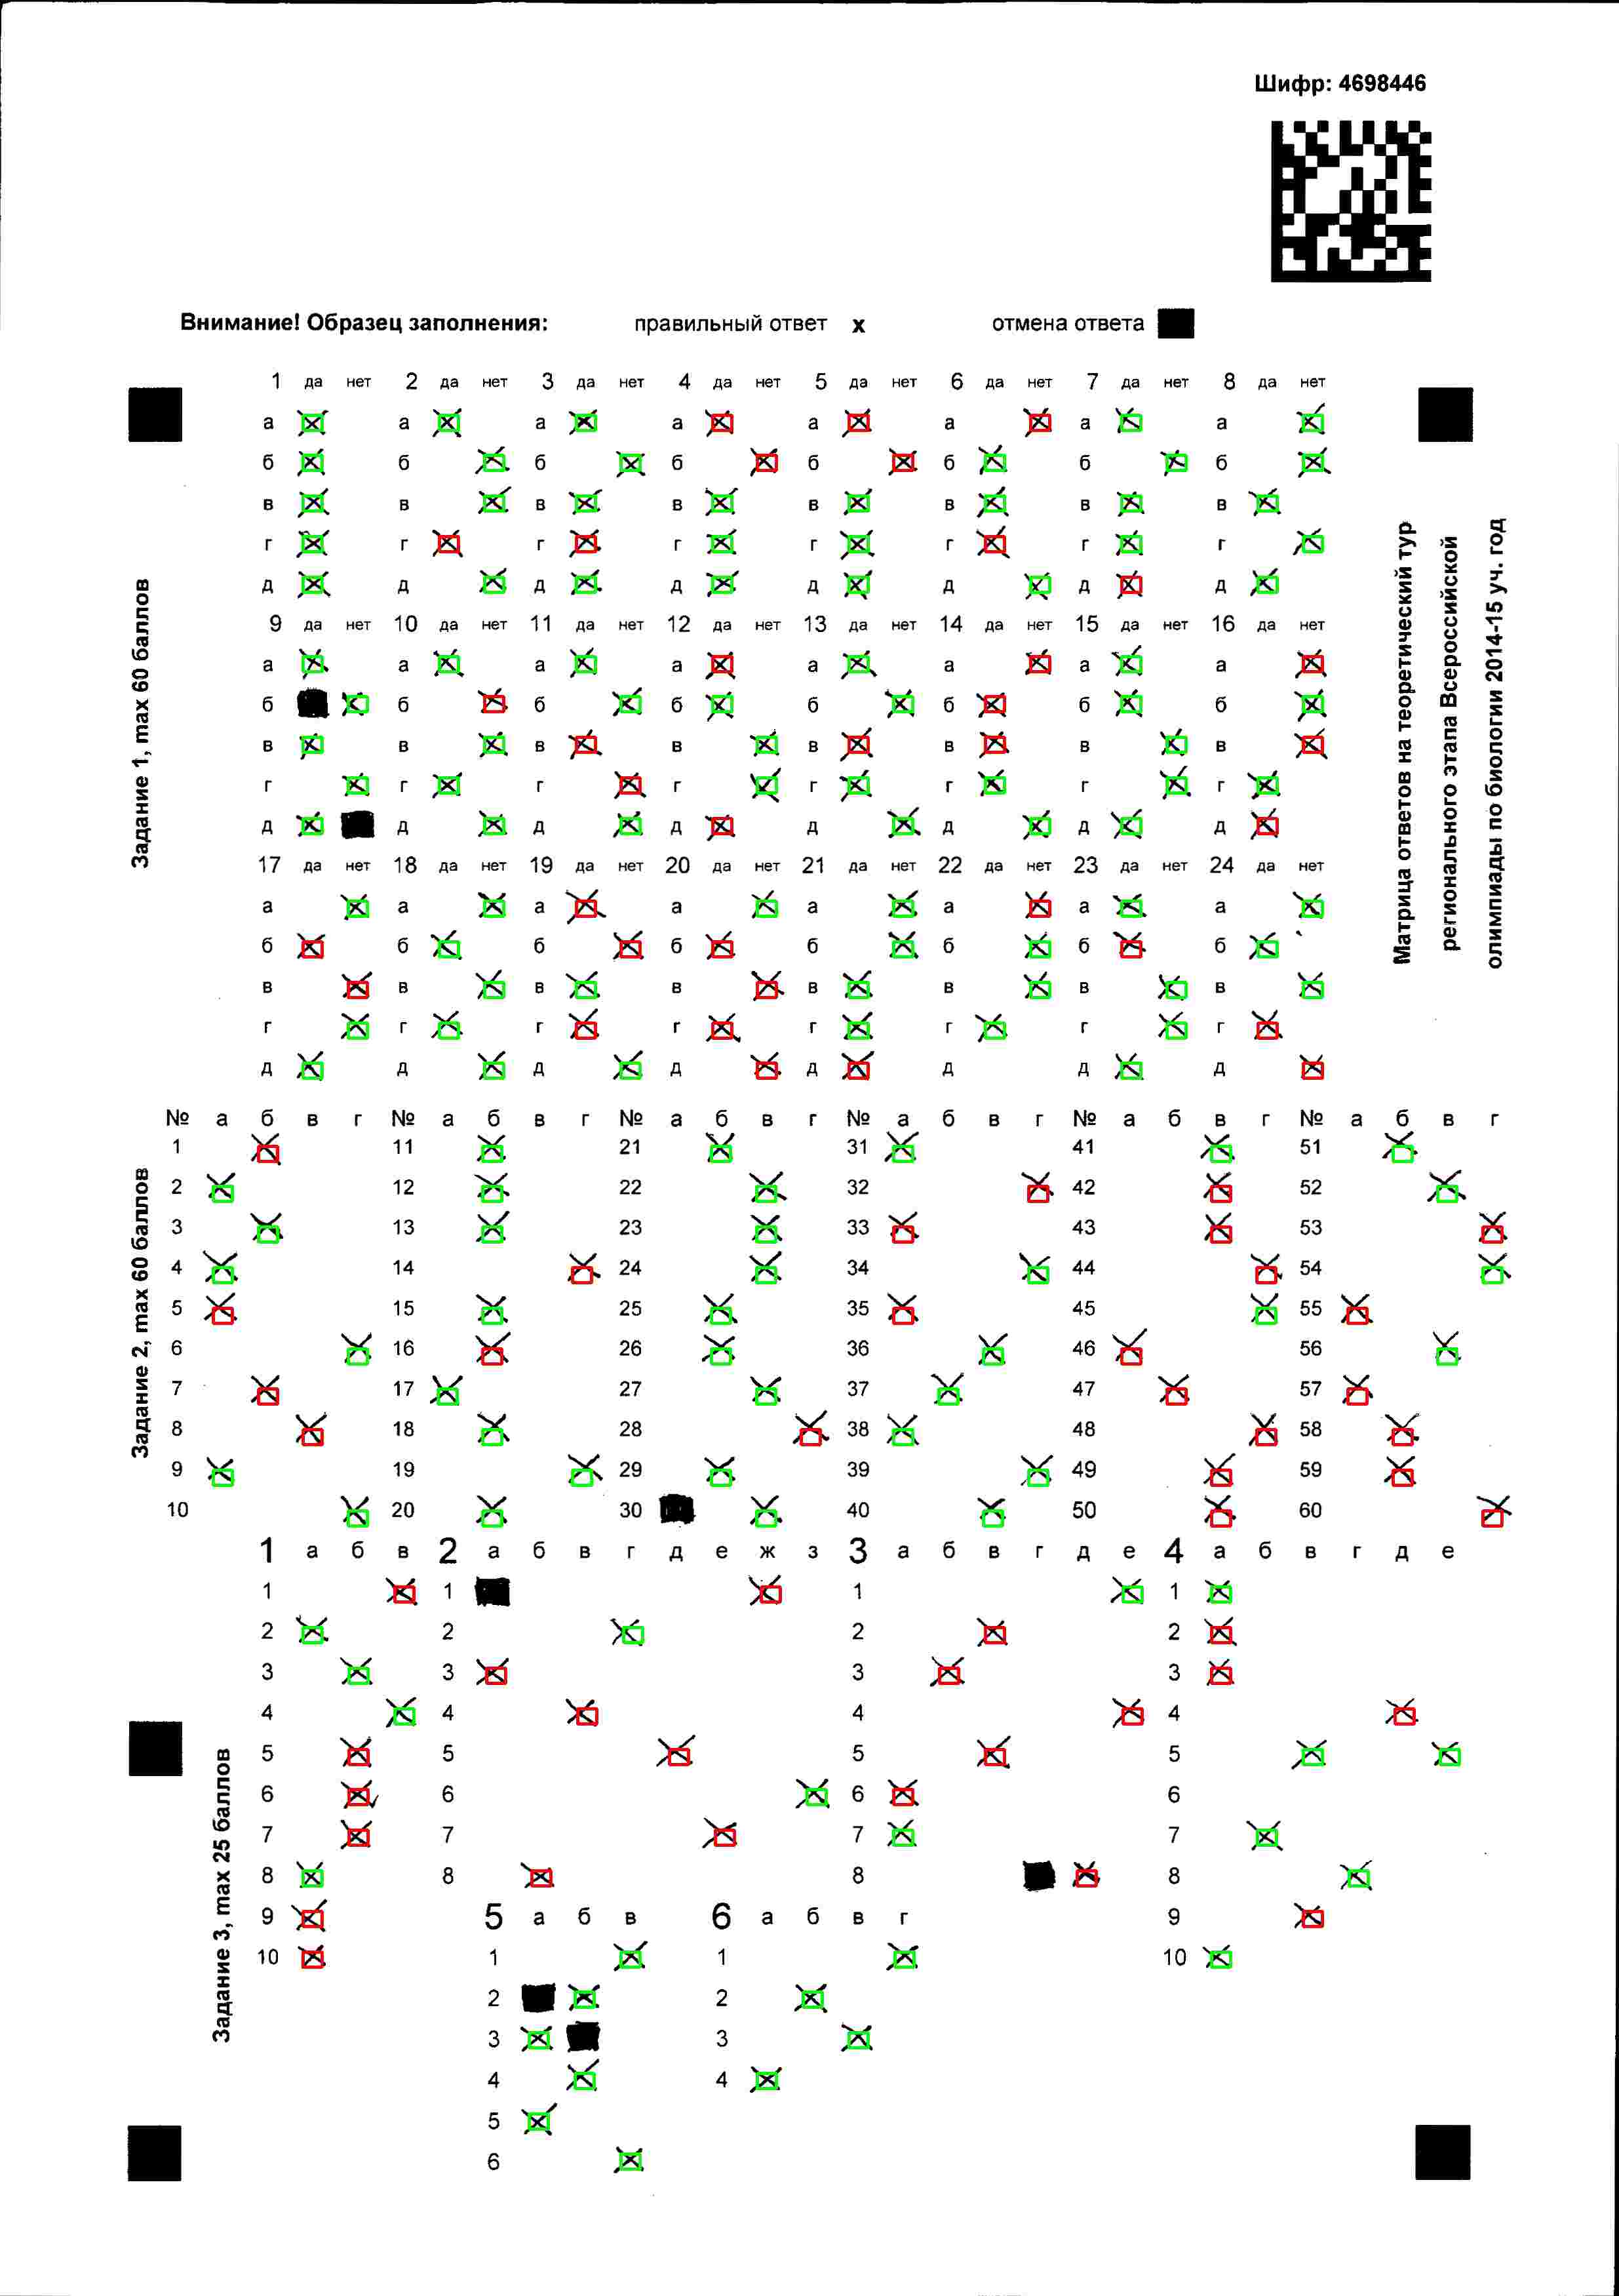 Шифр: 4698446
Внимание! Образец заполнения: правильный ответ x отмена ответа
1 да нет 2 да нет 3 да нет 4 да нет 5 да нет 6 да нет 7 да нет 8 да нет
а а а а а а а а
б б б б б б б б
в в в в в в в в
г г г г г г г г
д д д д д д д д
9 да нет 10 да нет 11 да нет 12 да нет 13 да нет 14 да нет 15 да нет 16 да нет
а а а а а а а а
б б б б б б б б
в в в в в в в в
г г г г г г г г
д д д д д д д д
17 да нет 18 да нет 19 да нет 20 да нет 21 да нет 22 да нет 23 да нет 24 да нет
а а а а а а а а
б б б б б б б б
в в в в в в в в
г г г г г г г г
д д д д д д д д
Задание 1, max 60 баллов
Матрица ответов на теоретический тур
регионального этапа Всероссийской
олимпиады по биологии 2014-15 уч. год
№ а б в г № а б в г № а б в г № а б в г № а б в г № а б в г
1 11 21 31 41 51
2 12 22 32 42 52
3 13 23 33 43 53
4 14 24 34 44 54
5 15 25 35 45 55
6 16 26 36 46 56
7 17 27 37 47 57
8 18 28 38 48 58
9 19 29 39 49 59
10 20 30 40 50 60
Задание 2, max 60 баллов
1 а б в 2 а б в г д е ж з 3 а б в г д е 4 а б в г д е
1 1 1 1
2 2 2 2
3 3 3 3
4 4 4 4
5 5 5 5
6 6 6 6
7 7 7 7
8 8 8 8
9 5 а б в 6 а б в г 9
10 1 1 10
2 2
3 3
4 4
5
6
Задание 3, max 25 баллов